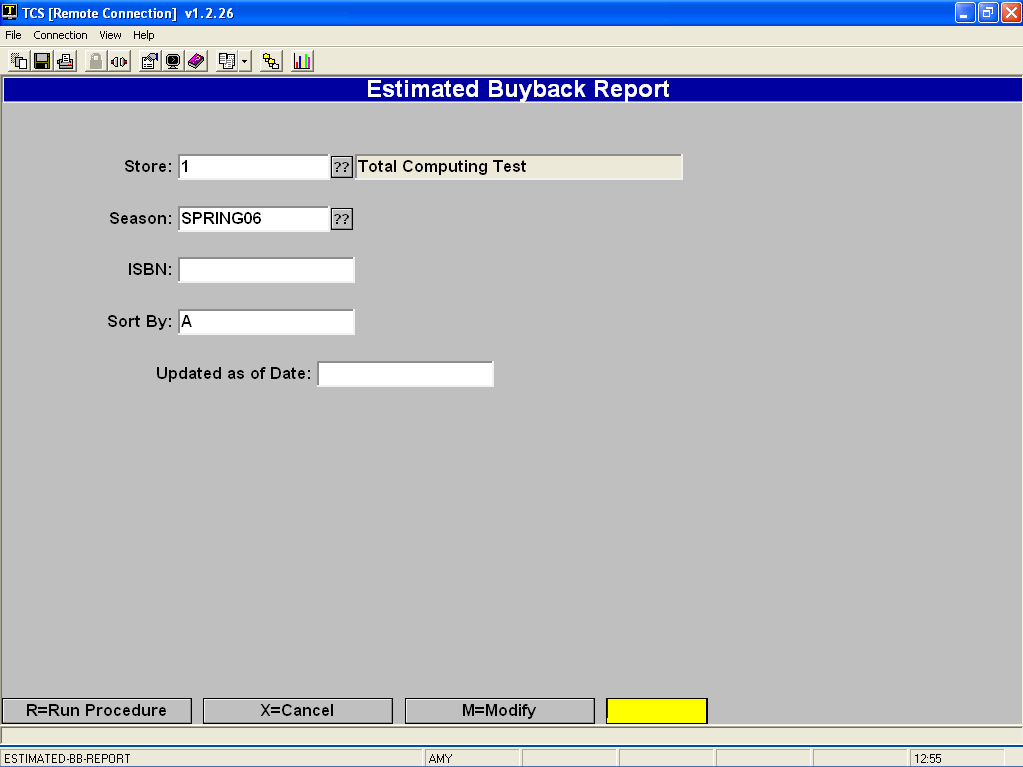 TCS [Remote Connection] v1.2.26
File Connection View Help
Estimated Buyback Report
Store: 1 ?? Total Computing Test
Season: SPRING06 ??
ISBN:
Sort By: A
Updated as of Date:
R=Run Procedure X=Cancel M=Modify
ESTIMATED-BB-REPORT AMY 12:55